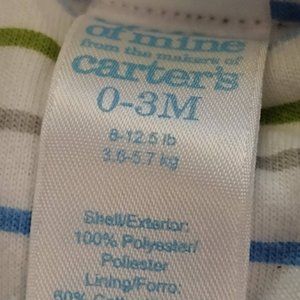 of mine
from the makers of
carter's
0-3M
8-12.5 lb
3.6-5.7 kg
Shell/Exterior:
100% Polyester/
Poliester
Lining/Forro:
60%